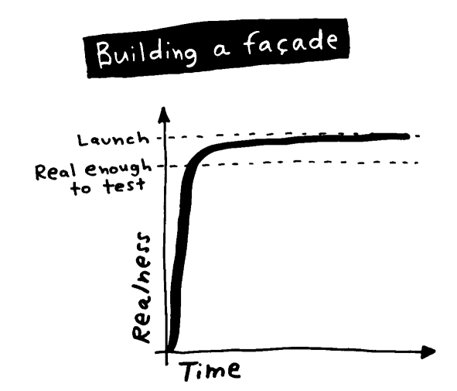 Building a façade
Launch
Real enough
to test
Realness
Time